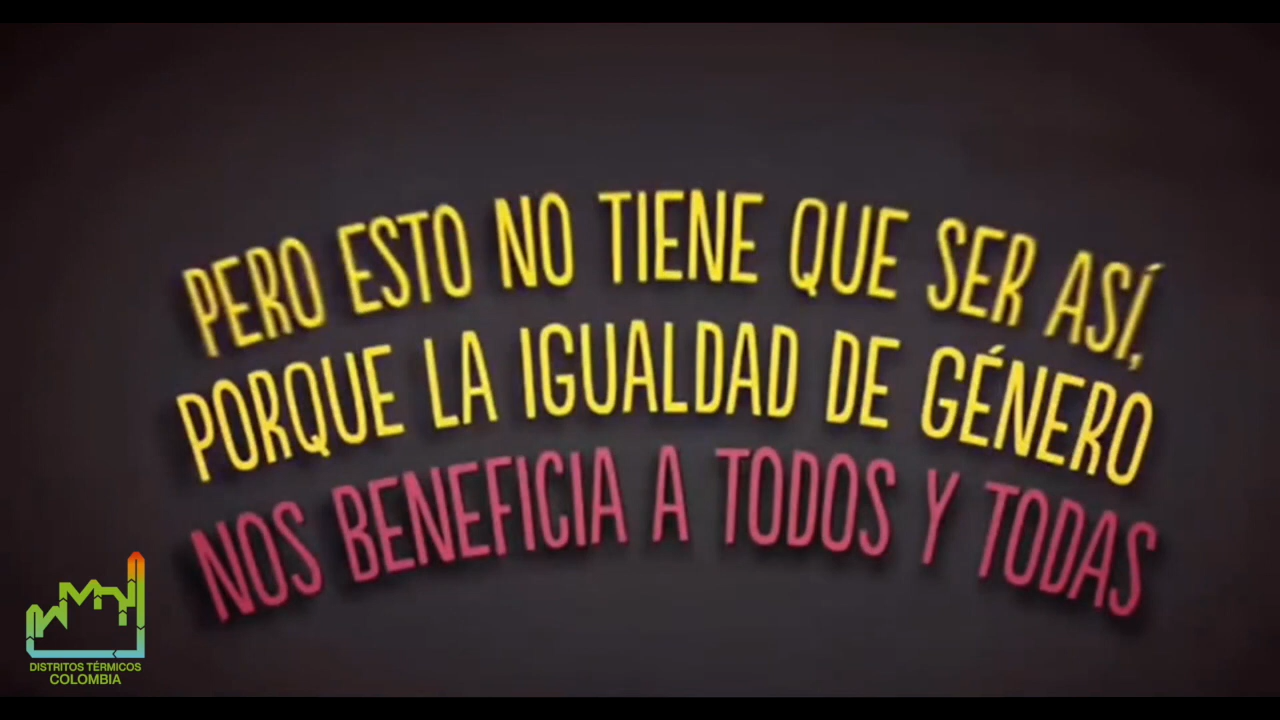 PERO ESTO NO TIENE QUE SER ASÍ,
PORQUE LA IGUALDAD DE GÉNERO
NOS BENEFICIA A TODOS Y TODAS
DISTRITOS TÉRMICOS
COLOMBIA